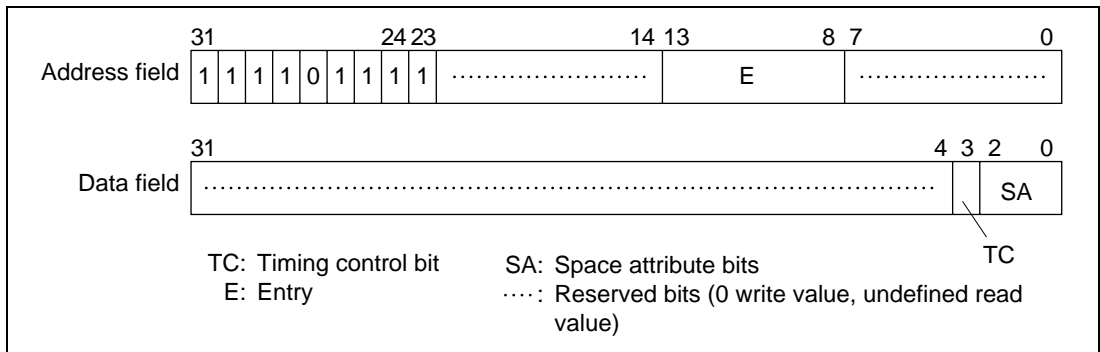 31 24 23 14 13 8 7 0
Address field 1 1 1 1 0 1 1 1 1 ........................ E ........................
31 4 3 2 0
Data field ................................................................................ SA
TC
TC: Timing control bit SA: Space attribute bits
E: Entry ····: Reserved bits (0 write value, undefined read
value)